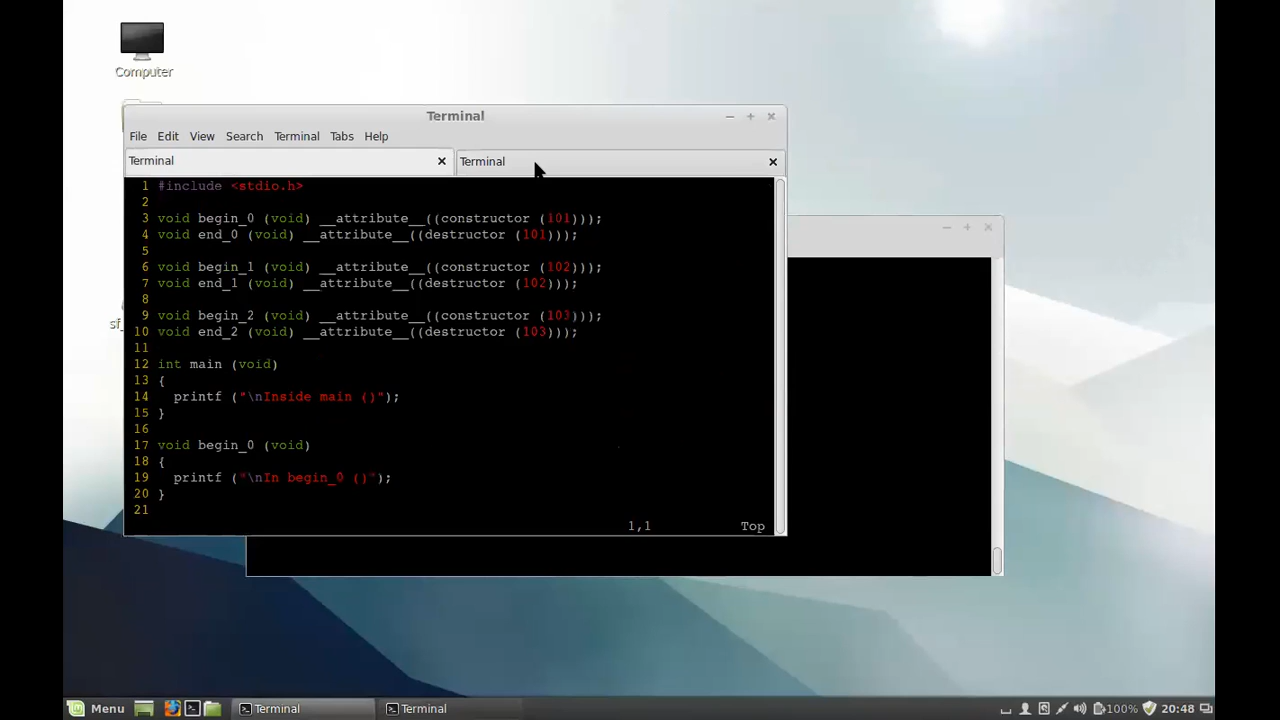 Computer
Terminal
File Edit View Search Terminal Tabs Help
Terminal
Terminal
1 #include <stdio.h>
2
3 void begin_0 (void) __attribute__((constructor (101)));
4 void end_0 (void) __attribute__((destructor (101)));
5
6 void begin_1 (void) __attribute__((constructor (102)));
7 void end_1 (void) __attribute__((destructor (102)));
8
9 void begin_2 (void) __attribute__((constructor (103)));
10 void end_2 (void) __attribute__((destructor (103)));
11
12 int main (void)
13 {
14 printf ("\nInside main ()");
15 }
16
17 void begin_0 (void)
18 {
19 printf ("\nIn begin_0 ()");
20 }
21
1,1 Top
sf_
Menu Terminal Terminal 100% 20:48